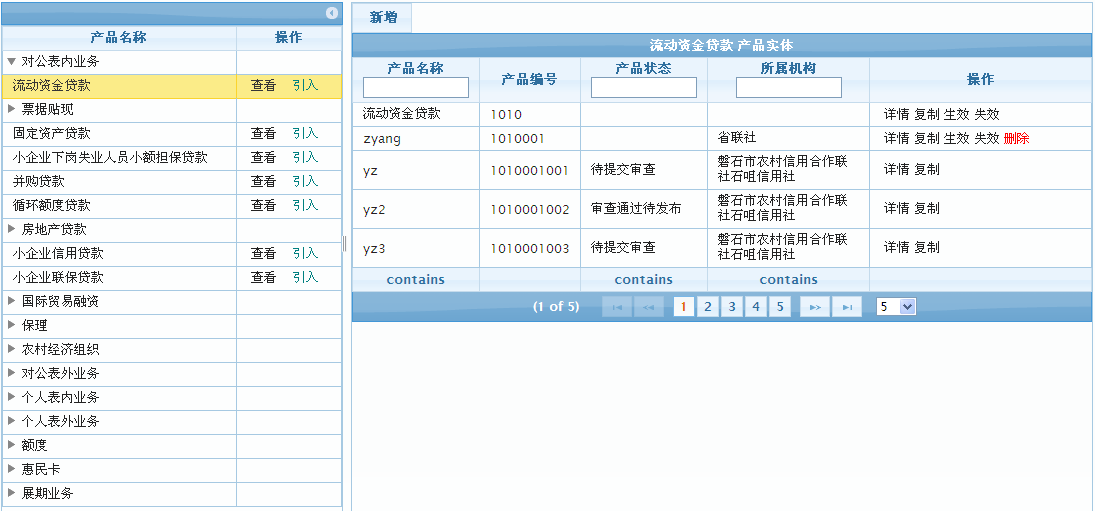 产品名称 操作
对公表内业务
流动资金贷款 查看 引入
票据贴现
固定资产贷款 查看 引入
小企业下岗失业人员小额担保贷款 查看 引入
并购贷款 查看 引入
循环额度贷款 查看 引入
房地产贷款
小企业信用贷款 查看 引入
小企业联保贷款 查看 引入
国际贸易融资
保理
农村经济组织
对公表外业务
个人表内业务
个人表外业务
额度
惠民卡
展期业务
新增
流动资金贷款 产品实体
产品名称 产品编号 产品状态 所属机构 操作
流动资金贷款 1010 详情 复制 生效 失效
zyang 1010001 省联社 详情 复制 生效 失效 删除
yz 1010001001 待提交审查 磐石市农村信用合作联
社石咀信用社 详情 复制
yz2 1010001002 审查通过待发布 磐石市农村信用合作联
社石咀信用社 详情 复制
yz3 1010001003 待提交审查 磐石市农村信用合作联
社石咀信用社 详情 复制
contains contains contains
(1 of 5) 1 2 3 4 5 5